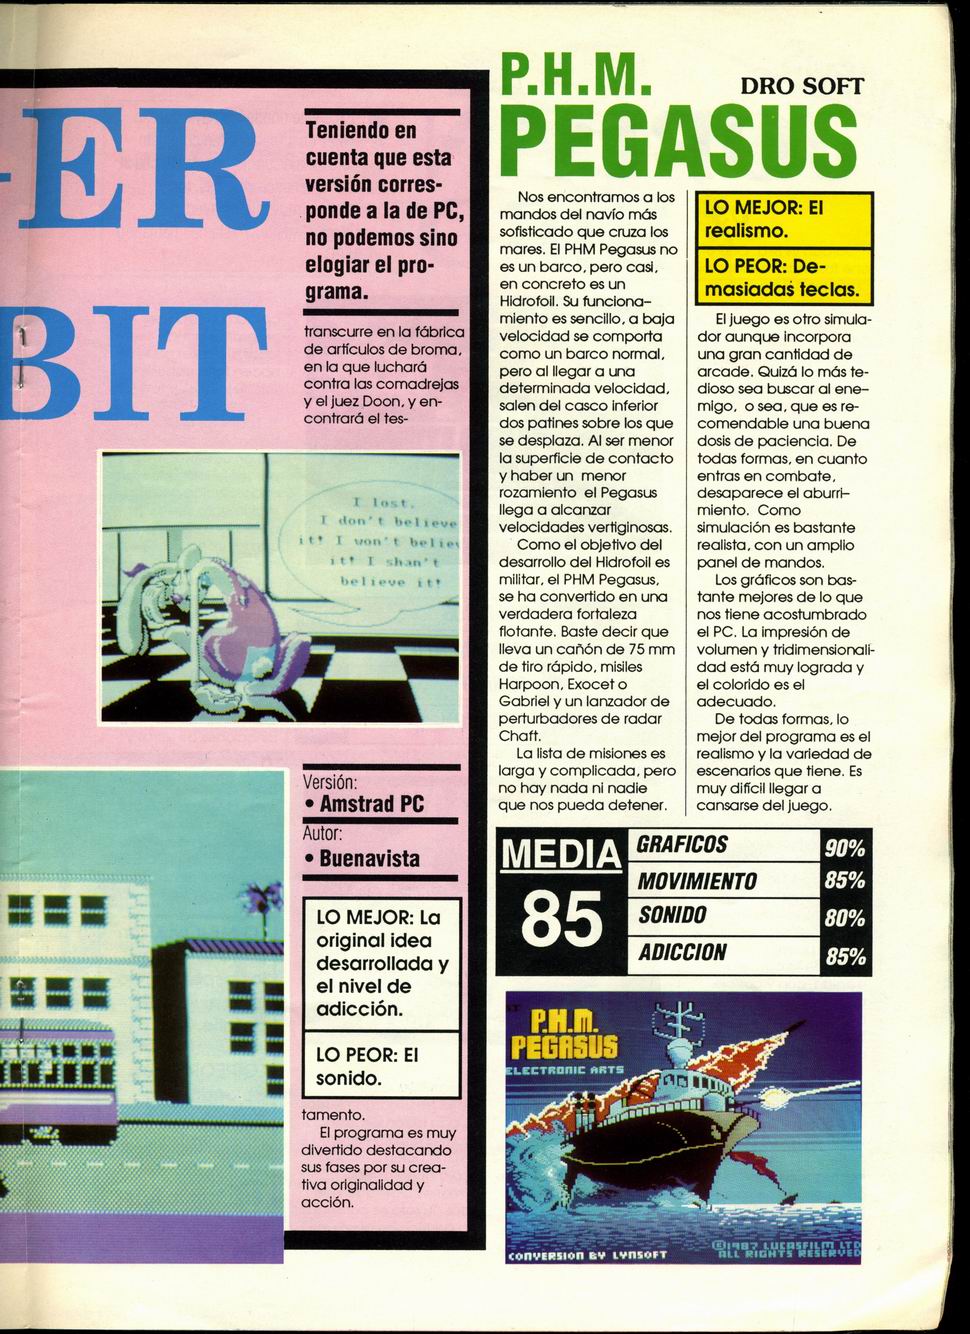 ER
BIT
Teniendo en
cuenta que esta
versión corres-
ponde a la de PC,
no podemos sino
elogiar el pro-
grama.
transcurre en la fábrica
de artículos de broma,
en la que luchará
contra las comadrejas
y el juez Doon, y en-
contrará el tes-
I lost.
I don't believe
it! I won't believ
it! I shan't
believe it!
Versión:
• Amstrad PC
Autor:
• Buenavista
LO MEJOR: La
original idea
desarrollada y
el nivel de
adicción.
LO PEOR: El
sonido.
tamento.
El programa es muy
divertido destacando
sus fases por su crea-
tiva originalidad y
acción.
P.H.M.
DRO SOFT
PEGASUS
Nos encontramos a los
mandos del navío más
sofisticado que cruza los
mares. El PHM Pegasus no
es un barco, pero casi,
en concreto es un
Hidrofoil. Su funciona-
miento es sencillo, a baja
velocidad se comporta
como un barco normal,
pero al llegar a una
determinada velocidad,
salen del casco inferior
dos patines sobre los que
se desplaza. Al ser menor
la superficie de contacto
y haber un menor
rozamiento el Pegasus
llega a alcanzar
velocidades vertiginosas.
Como el objetivo del
desarrollo del Hidrofoil es
militar, el PHM Pegasus,
se ha convertido en una
verdadera fortaleza
flotante. Baste decir que
lleva un cañón de 75 mm
de tiro rápido, misiles
Harpoon, Exocet o
Gabriel y un lanzador de
perturbadores de radar
Chaft.
La lista de misiones es
larga y complicada, pero
no hay nada ni nadie
que nos pueda detener.
LO MEJOR: El
realismo.
LO PEOR: De-
masiadas teclas.
El juego es otro simula-
dor aunque incorpora
una gran cantidad de
arcade. Quizá lo más te-
dioso sea buscar al ene-
migo, o sea, que es re-
comendable una buena
dosis de paciencia. De
todas formas, en cuanto
entras en combate,
desaparece el aburri-
miento. Como
simulación es bastante
realista, con un amplio
panel de mandos.
Los gráficos son bas-
tante mejores de lo que
nos tiene acostumbrado
el PC. La impresión de
volumen y tridimensionali-
dad está muy lograda y
el colorido es el
adecuado.
De todas formas, lo
mejor del programa es el
realismo y la variedad de
escenarios que tiene. Es
muy difícil llegar a
cansarse del juego.
MEDIA
85
GRAFICOS 90%
MOVIMIENTO 85%
SONIDO 80%
ADICCION 85%
P.H.M.
PEGASUS
ELECTRONIC ARTS
CONVERSION BY LYNSOFT
©1987 LUCASFILM LTD
ALL RIGHTS RESERVED